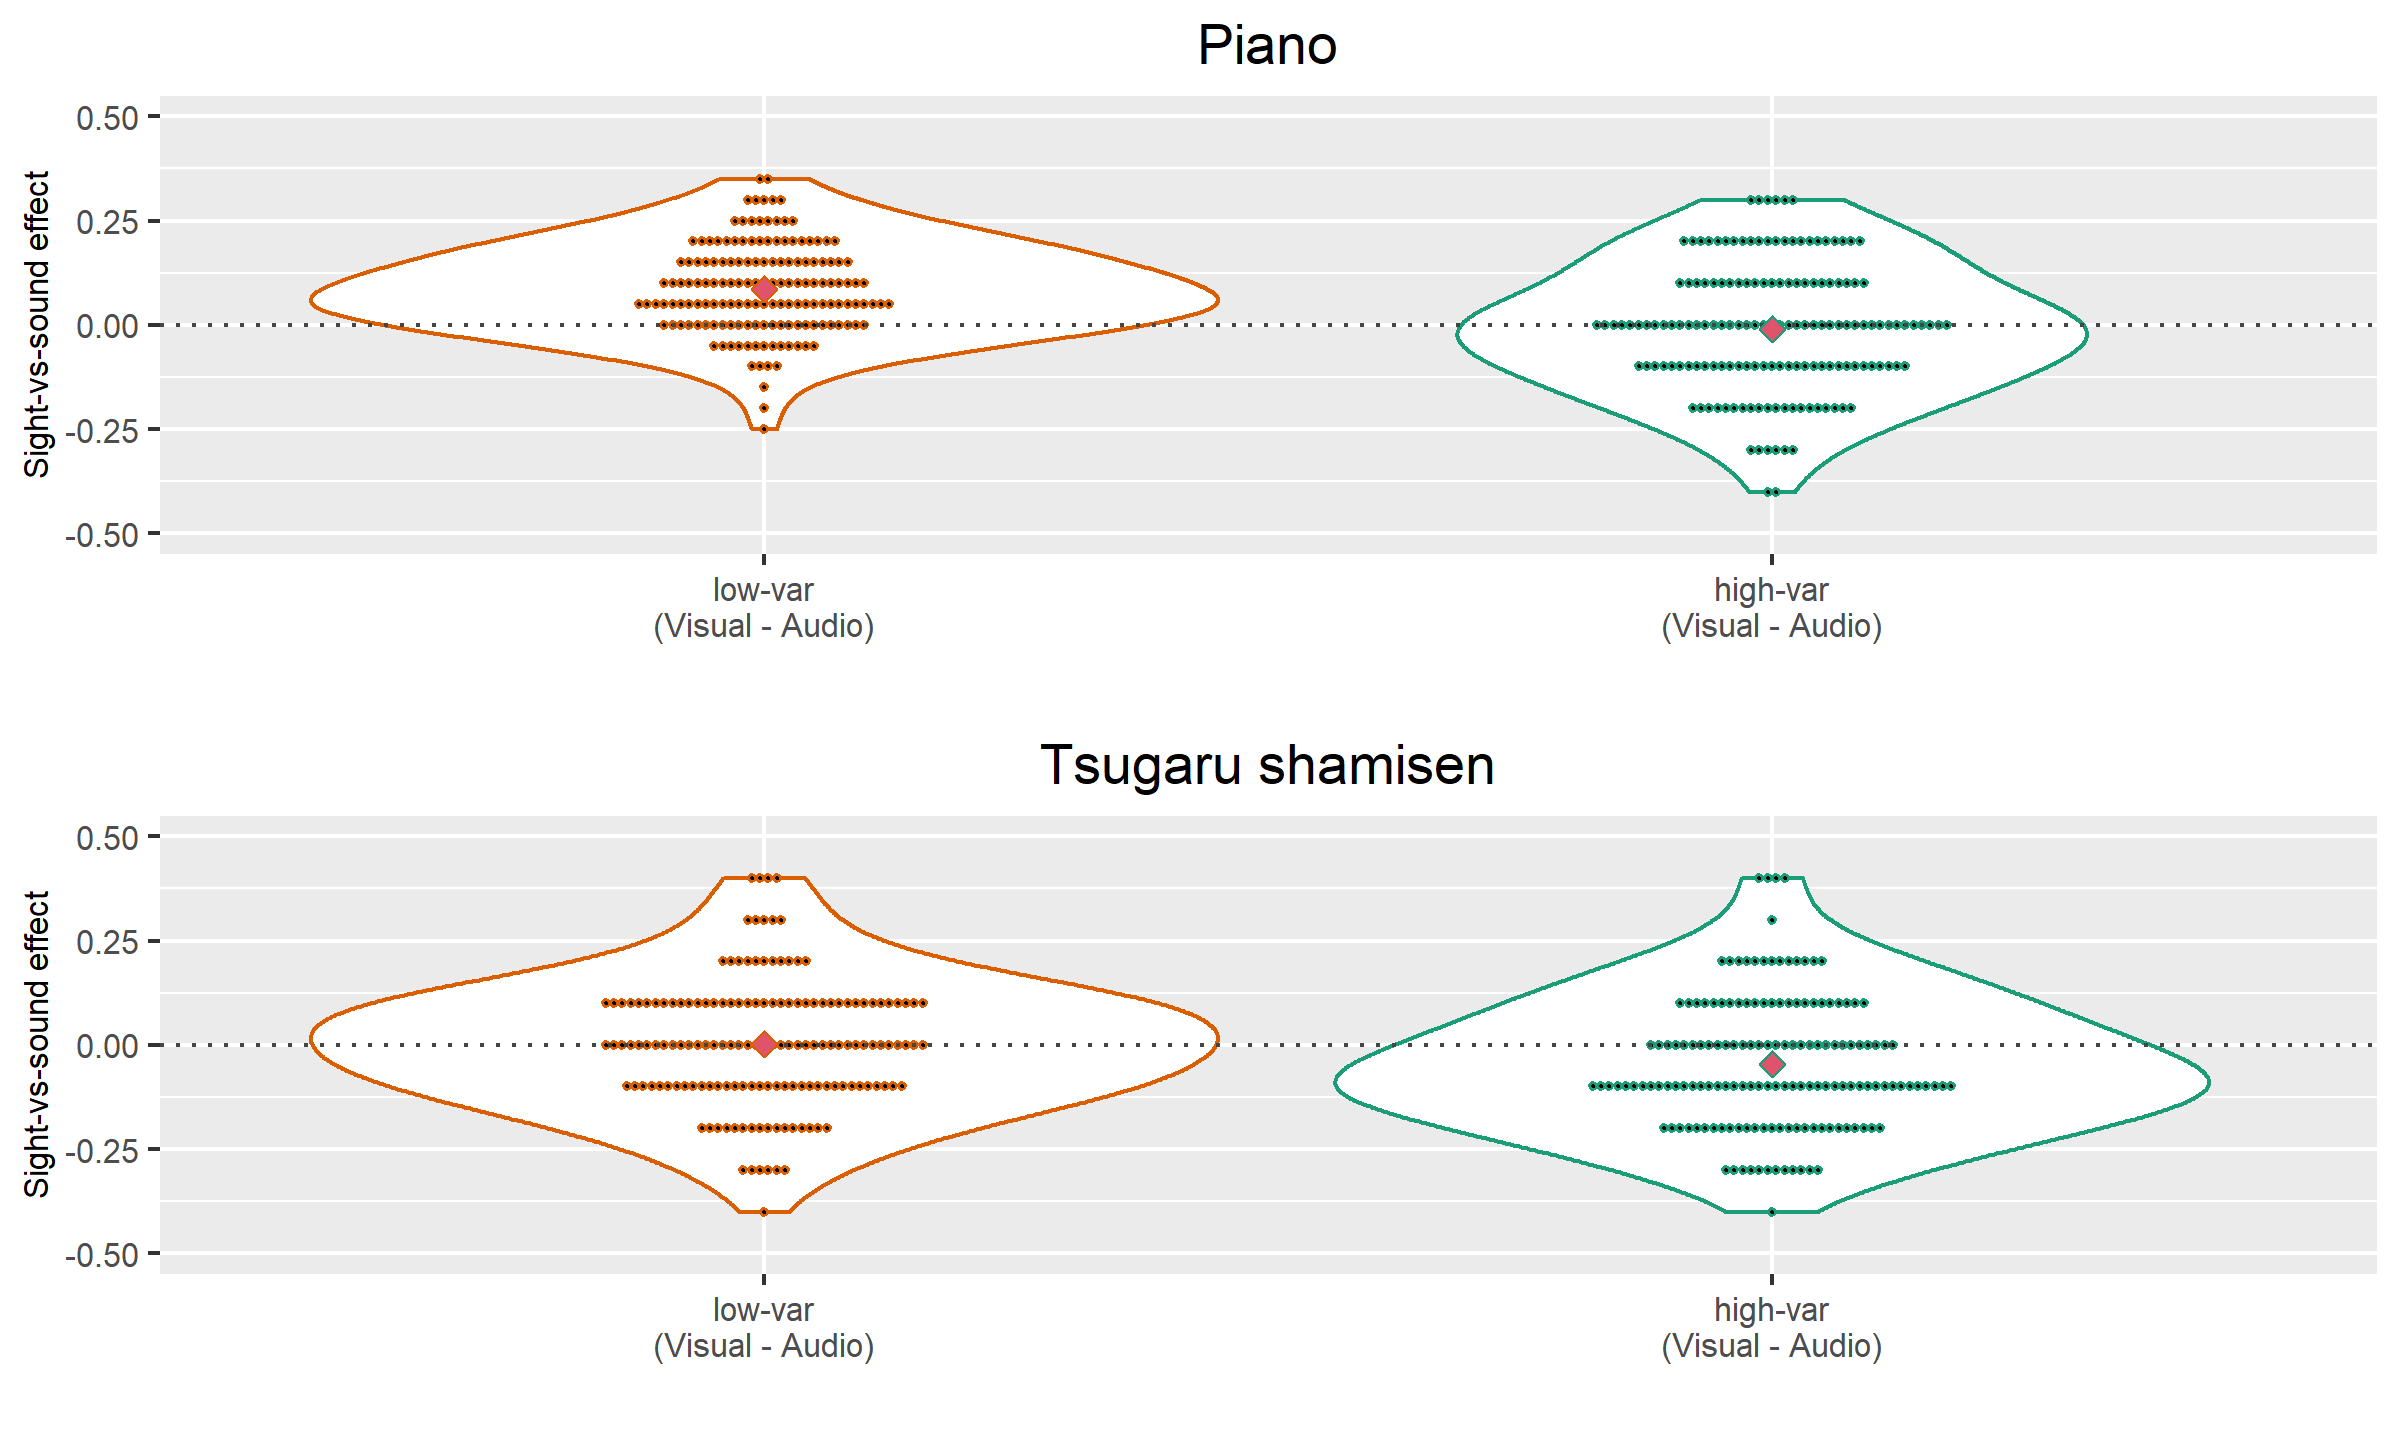 Piano
Sight-vs-sound effect
0.50
0.25
0.00
-0.25
-0.50
low-var
(Visual - Audio)
high-var
(Visual - Audio)
Tsugaru shamisen
Sight-vs-sound effect
0.50
0.25
0.00
-0.25
-0.50
low-var
(Visual - Audio)
high-var
(Visual - Audio)